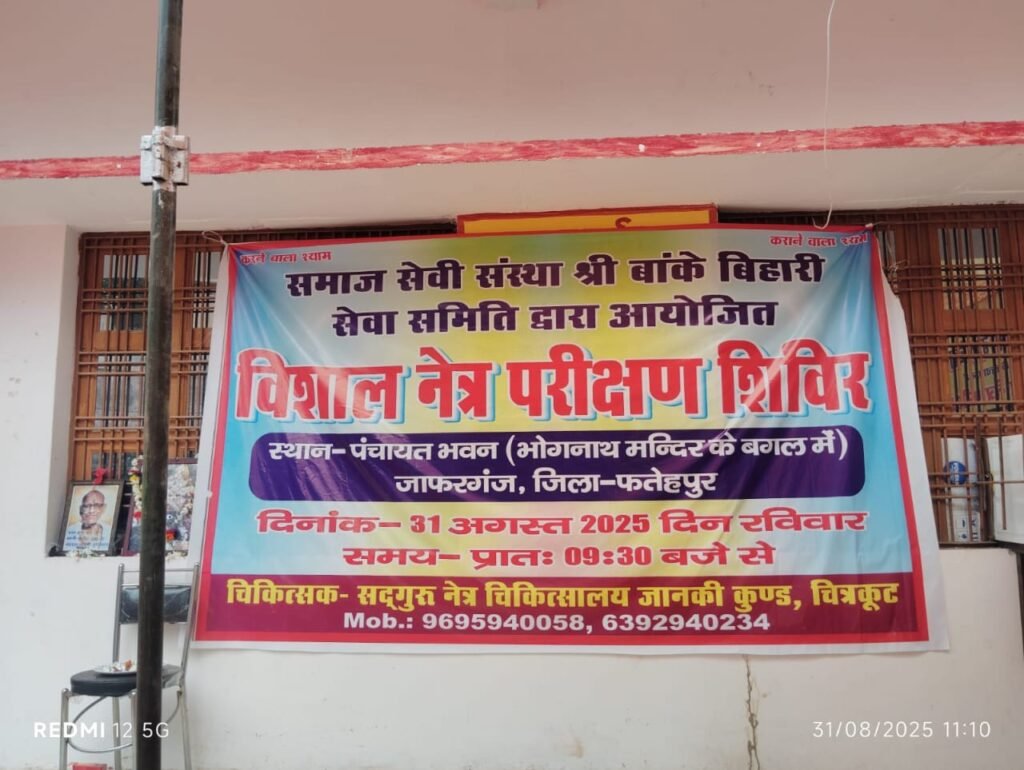 करने वाला श्याम
कराने वाला श्याम
समाज सेवी संस्था श्री बांके बिहारी
सेवा समिति द्वारा आयोजित
विशाल नेत्र परीक्षण शिविर
स्थान- पंचायत भवन (भोगनाथ मन्दिर के बगल में)
जाफरगंज, जिला-फतेहपुर
दिनांक- 31 अगस्त 2025 दिन रविवार
समय- प्रातः 09:30 बजे से
चिकित्सक- सद्गुरू नेत्र चिकित्सालय जानकी कुण्ड, चित्रकूट
Mob.: 9695940058, 6392940234
REDMI 12 5G
31/08/2025 11:10